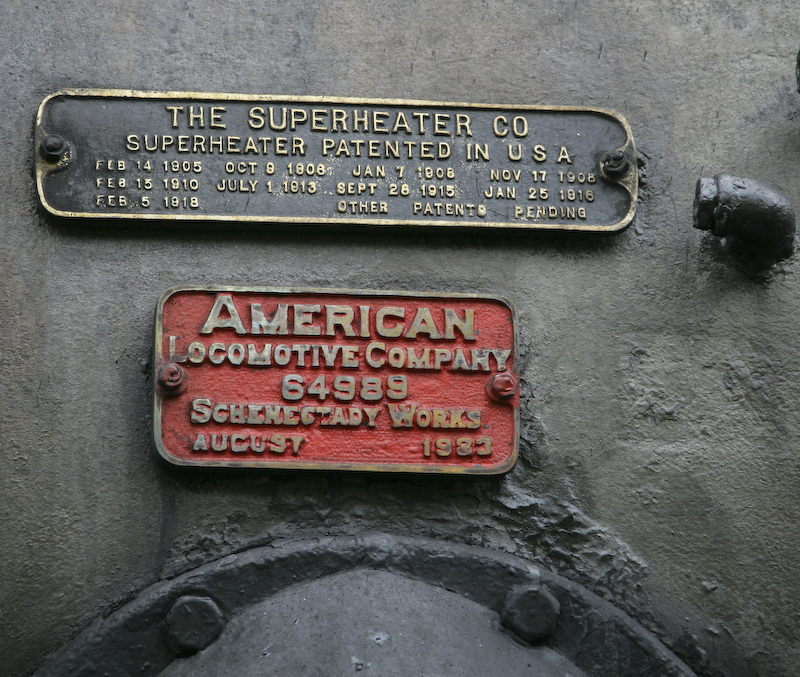 THE SUPERHEATER CO
SUPERHEATER PATENTED IN U S A
FEB 14 1905 OCT 9 1906 JAN 7 1908 NOV 17 1908
FEB 15 1910 JULY 1 1913 SEPT 28 1915 JAN 25 1916
FEB 5 1918 OTHER PATENTS PENDING
AMERICAN
LOCOMOTIVE COMPANY
64989
SCHENECTADY WORKS
AUGUST 1923